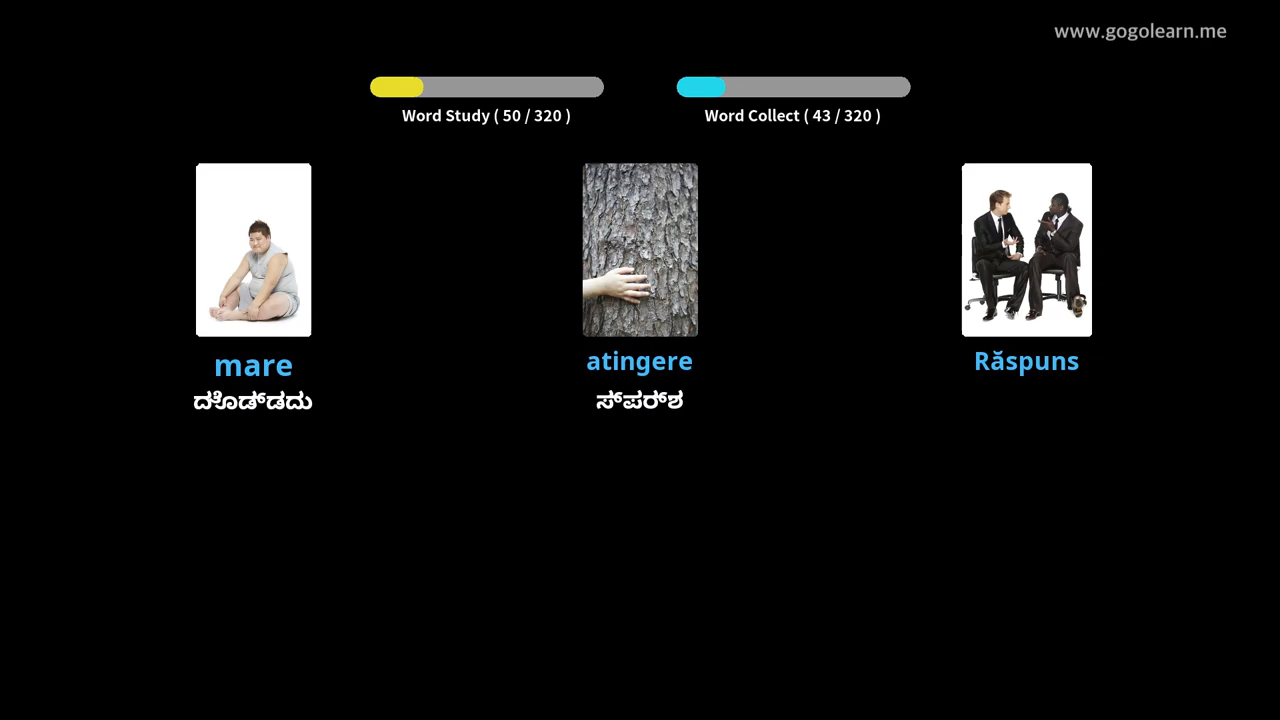 www.gogolearn.me
Word Study ( 50 / 320 )
Word Collect ( 43 / 320 )
mare
atingere
Răspuns
ದೊಡ್ಡದು
ಸ್ಪರ್ಶ